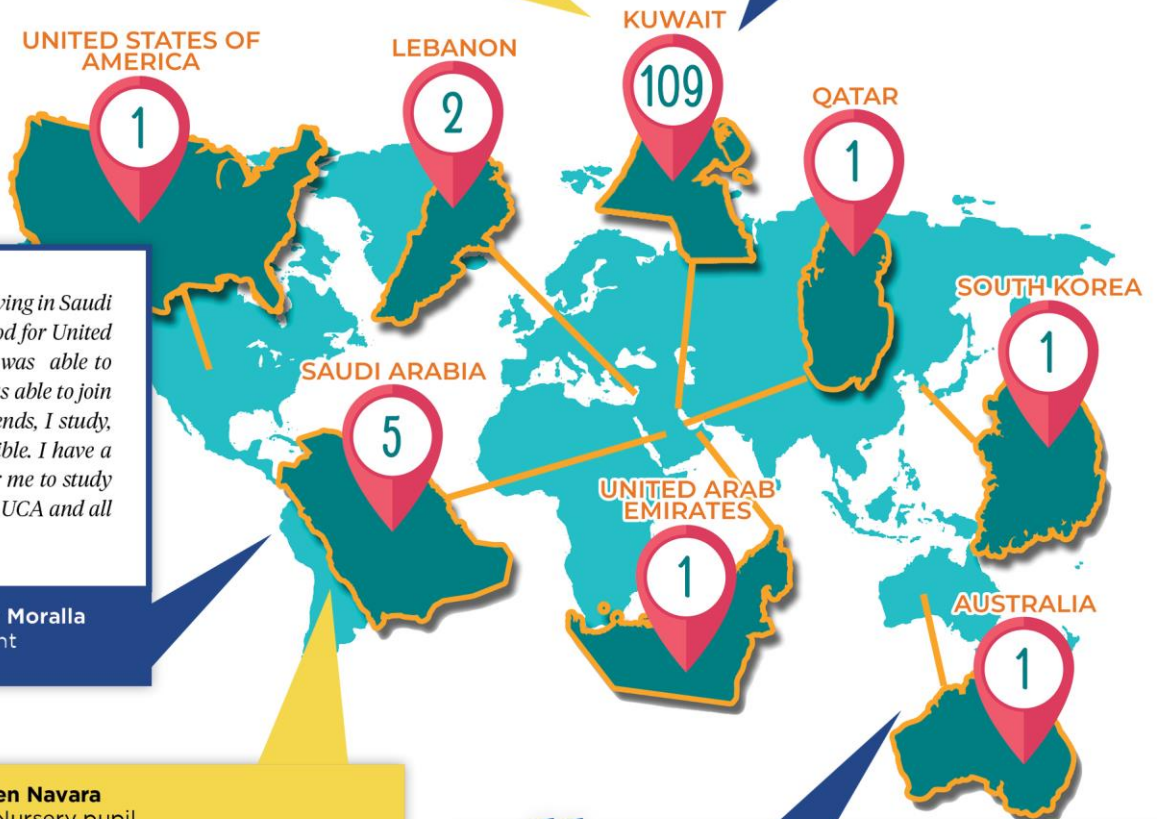 KUWAIT
109
UNITED STATES OF
AMERICA
1
LEBANON
2
QATAR
1
SOUTH KOREA
1
SAUDI ARABIA
5
UNITED ARAB
EMIRATES
1
AUSTRALIA
1
ving in Saudi
od for United
was able to
s able to join
ends, I study,
ible. I have a
r me to study
UCA and all
Moralla
nt
en Navara
Nursery pupil